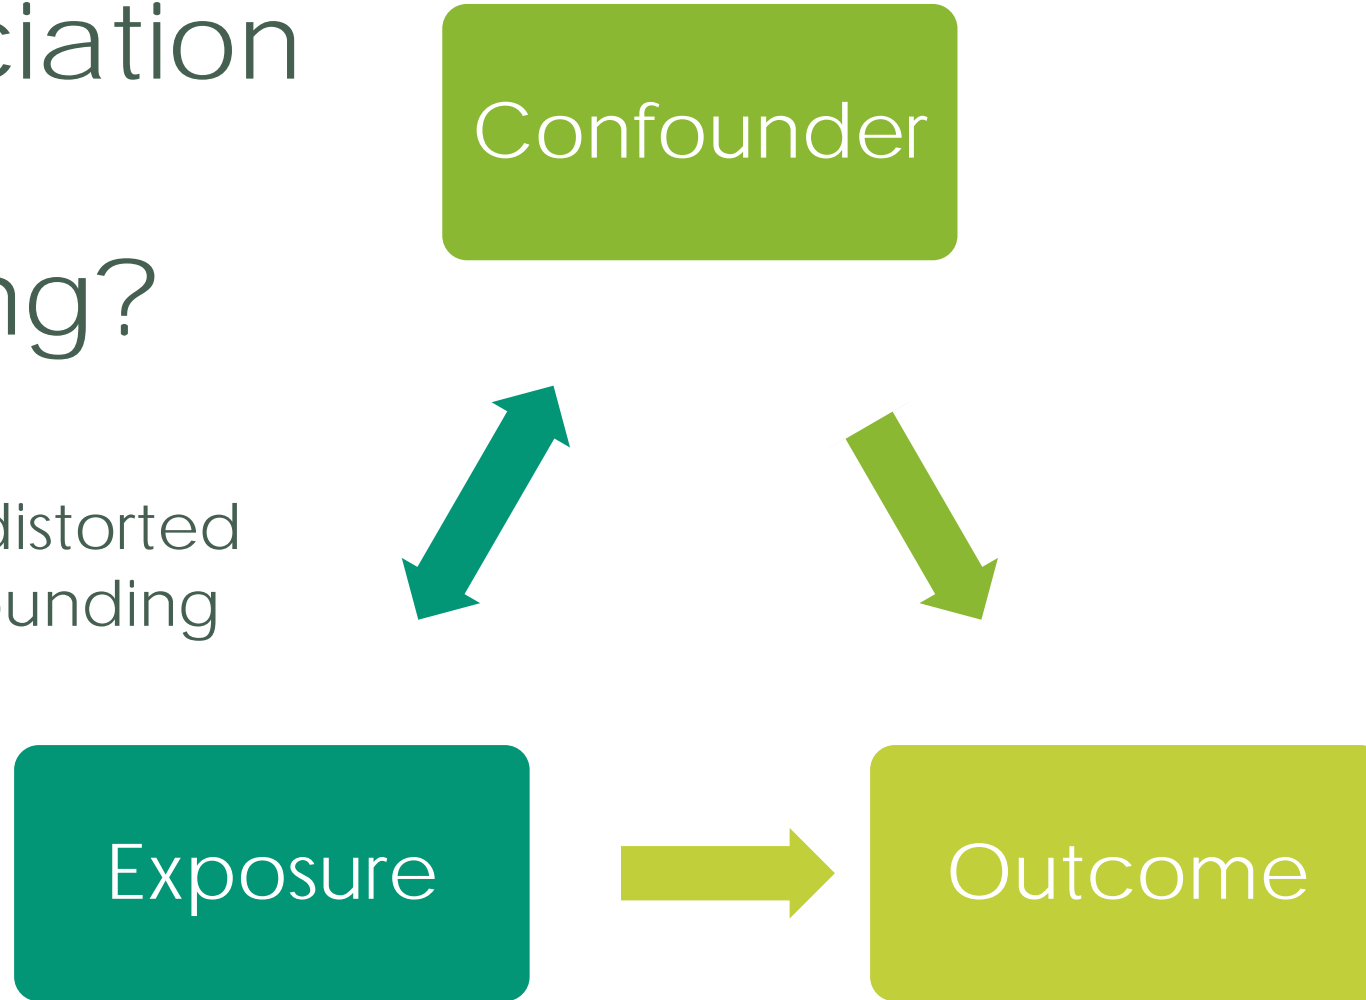 ciation
ng?
distorted
unding
Confounder
Exposure
Outcome